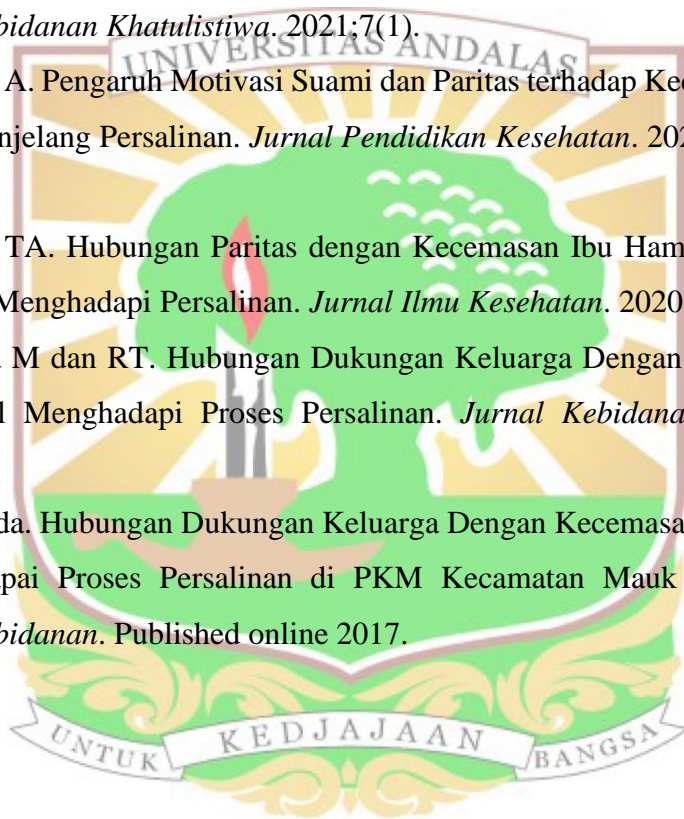 bidanan Khatulistiwa. 2021;7(1).
UNIVERSITAS ANDALAS
A. Pengaruh Motivasi Suami dan Paritas terhadap Kec
njelang Persalinan. Jurnal Pendidikan Kesehatan. 202
TA. Hubungan Paritas dengan Kecemasan Ibu Ham
Menghadapi Persalinan. Jurnal Ilmu Kesehatan. 2020
M dan RT. Hubungan Dukungan Keluarga Dengan
l Menghadapi Proses Persalinan. Jurnal Kebidana
da. Hubungan Dukungan Keluarga Dengan Kecemasa
pai Proses Persalinan di PKM Kecamatan Mauk
bidanan. Published online 2017.
UNTUK KEDJAJAAN BANGSA